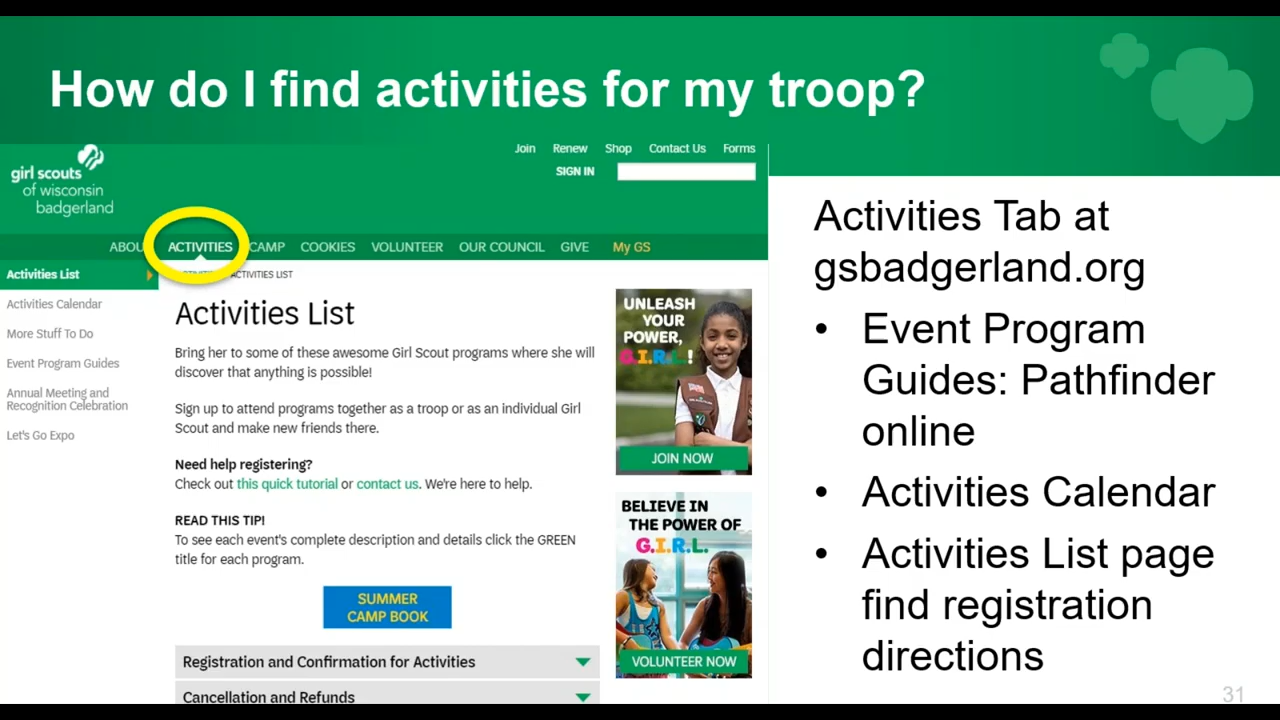 How do I find activities for my troop?
girl scouts
of wisconsin
badgerland
Join Renew Shop Contact Us Forms
SIGN IN
ACTIVITIES CAMP COOKIES VOLUNTEER OUR COUNCIL GIVE My GS
Activities List
Activities Calendar
More Stuff To Do
Event Program Guides
Annual Meeting and
Recognition Celebration
Let's Go Expo
ACTIVITIES LIST
Activities List
Bring her to some of these awesome Girl Scout programs where she will
discover that anything is possible!
Sign up to attend programs together as a troop or as an individual Girl
Scout and make new friends there.
Need help registering?
Check out this quick tutorial or contact us. We're here to help.
READ THIS TIP!
To see each event's complete description and details click the GREEN
title for each program.
SUMMER
CAMP BOOK
Registration and Confirmation for Activities
Cancellation and Refunds
UNLEASH
YOUR
POWER,
G.I.R.L.!
JOIN NOW
BELIEVE IN
THE POWER OF
G.I.R.L.
VOLUNTEER NOW
Activities Tab at
gsbadgerland.org
• Event Program
Guides: Pathfinder
online
• Activities Calendar
• Activities List page
find registration
directions
31